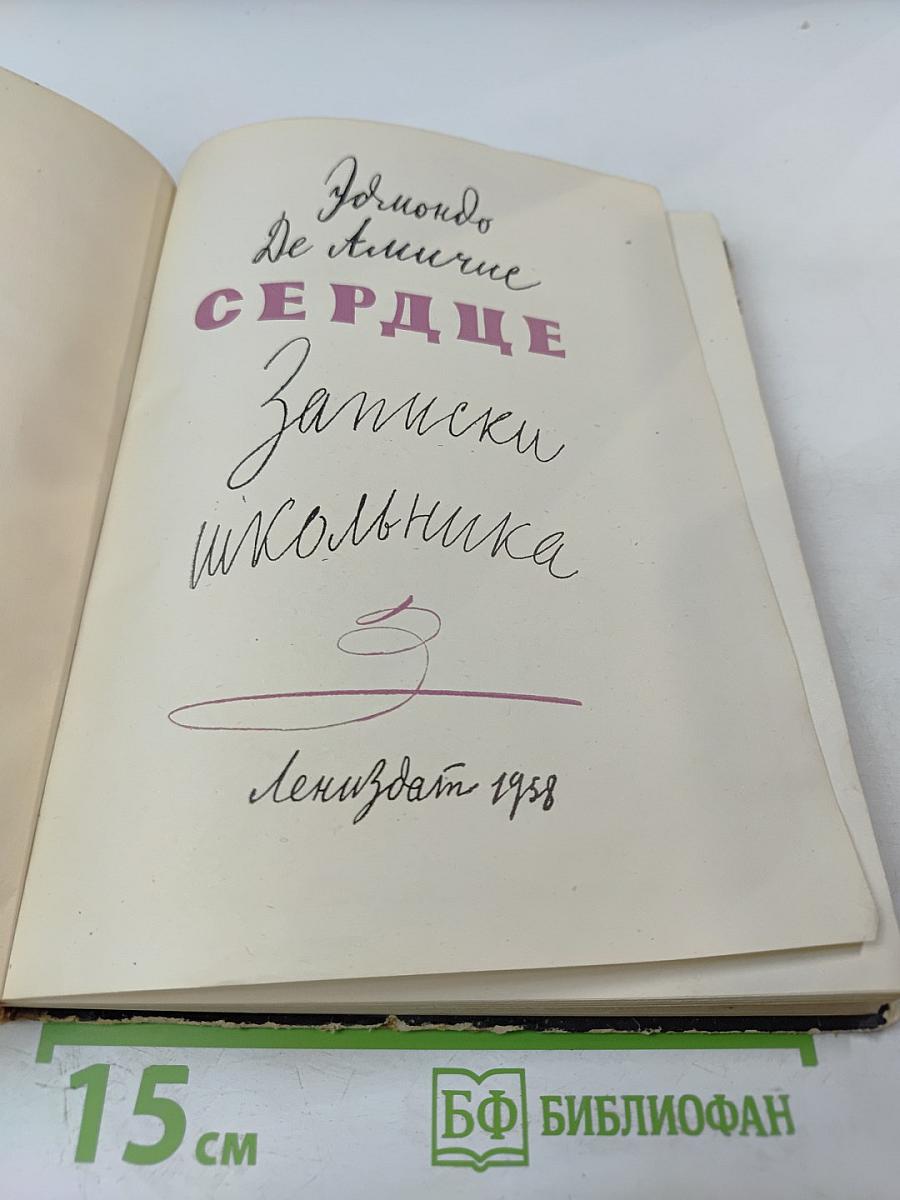 Эдмондо
Де Амичис
СЕРДЦЕ
Записки
школьника
Лениздат 1958
15 см
БФ БИБЛИОФАН